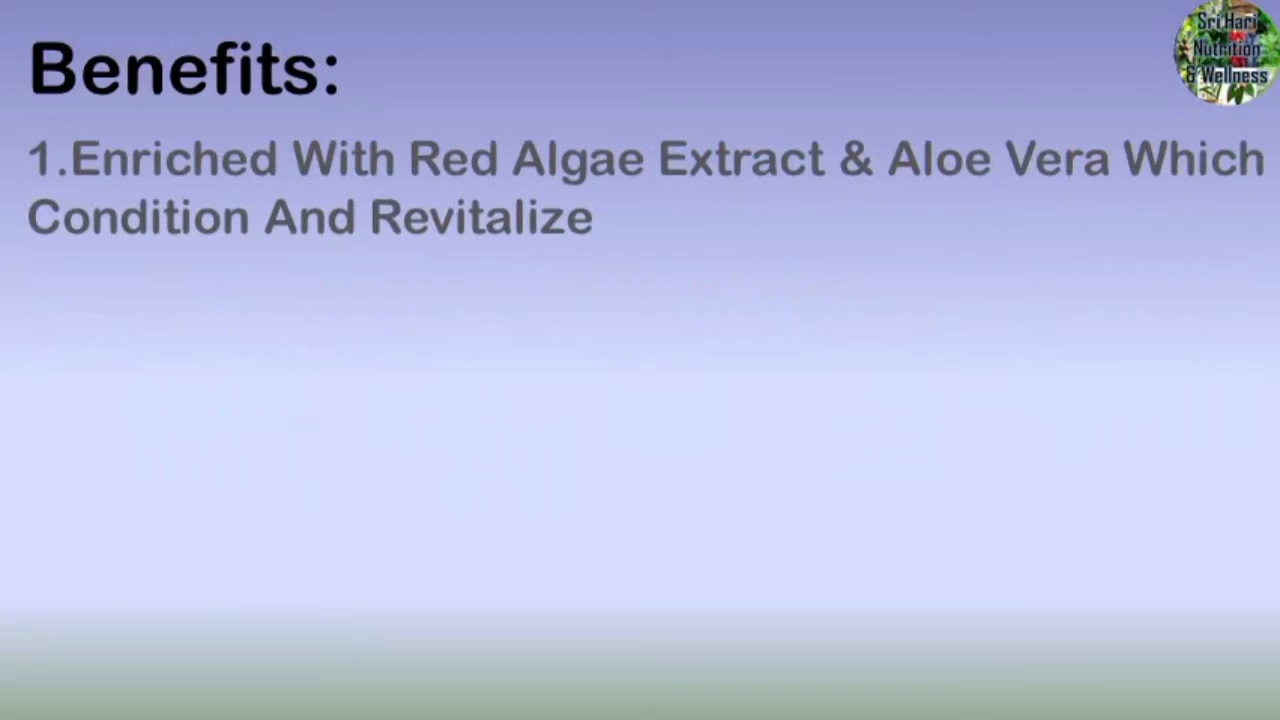 Benefits:
Sri Hari
Nutrition
& Wellness
1.Enriched With Red Algae Extract & Aloe Vera Which
Condition And Revitalize